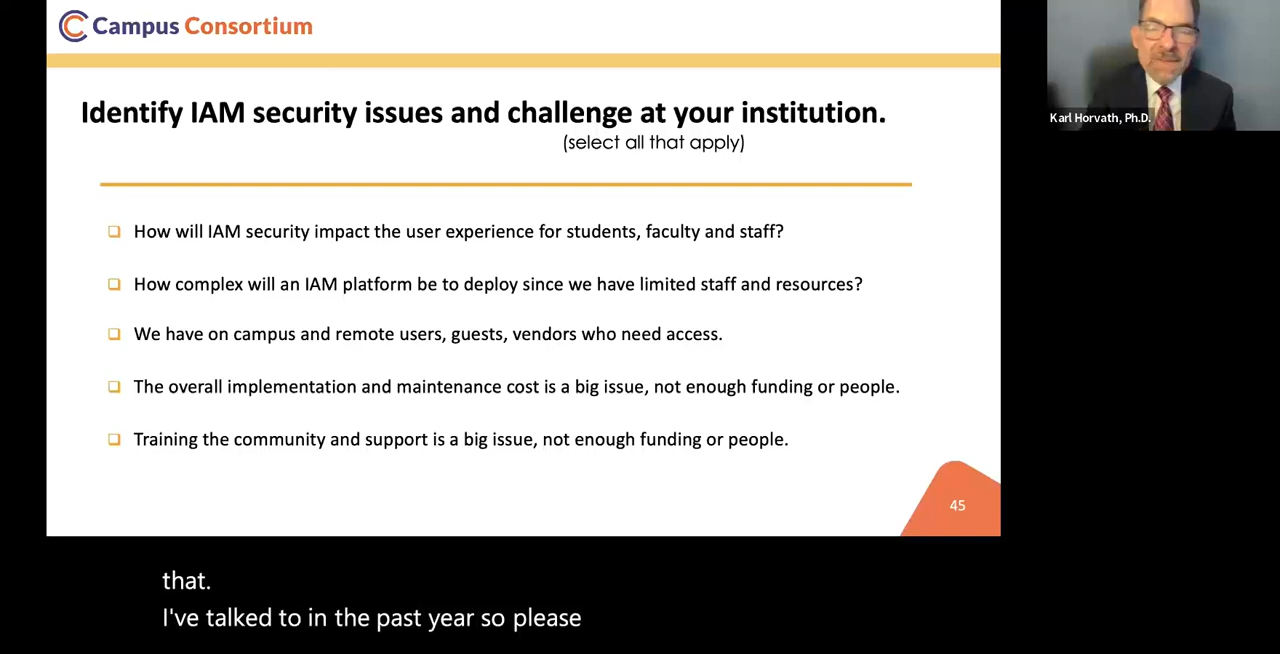 Campus Consortium
Identify IAM security issues and challenge at your institution.
(select all that apply)
How will IAM security impact the user experience for students, faculty and staff?
How complex will an IAM platform be to deploy since we have limited staff and resources?
We have on campus and remote users, guests, vendors who need access.
The overall implementation and maintenance cost is a big issue, not enough funding or people.
Training the community and support is a big issue, not enough funding or people.
45
Karl Horvath, Ph.D.
that.
I've talked to in the past year so please